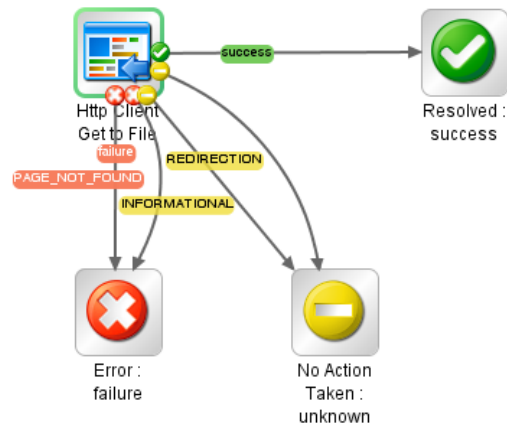 success
Http Client
Get to File
Resolved :
success
failure
REDIRECTION
PAGE_NOT_FOUND
INFORMATIONAL
Error :
failure
No Action
Taken :
unknown